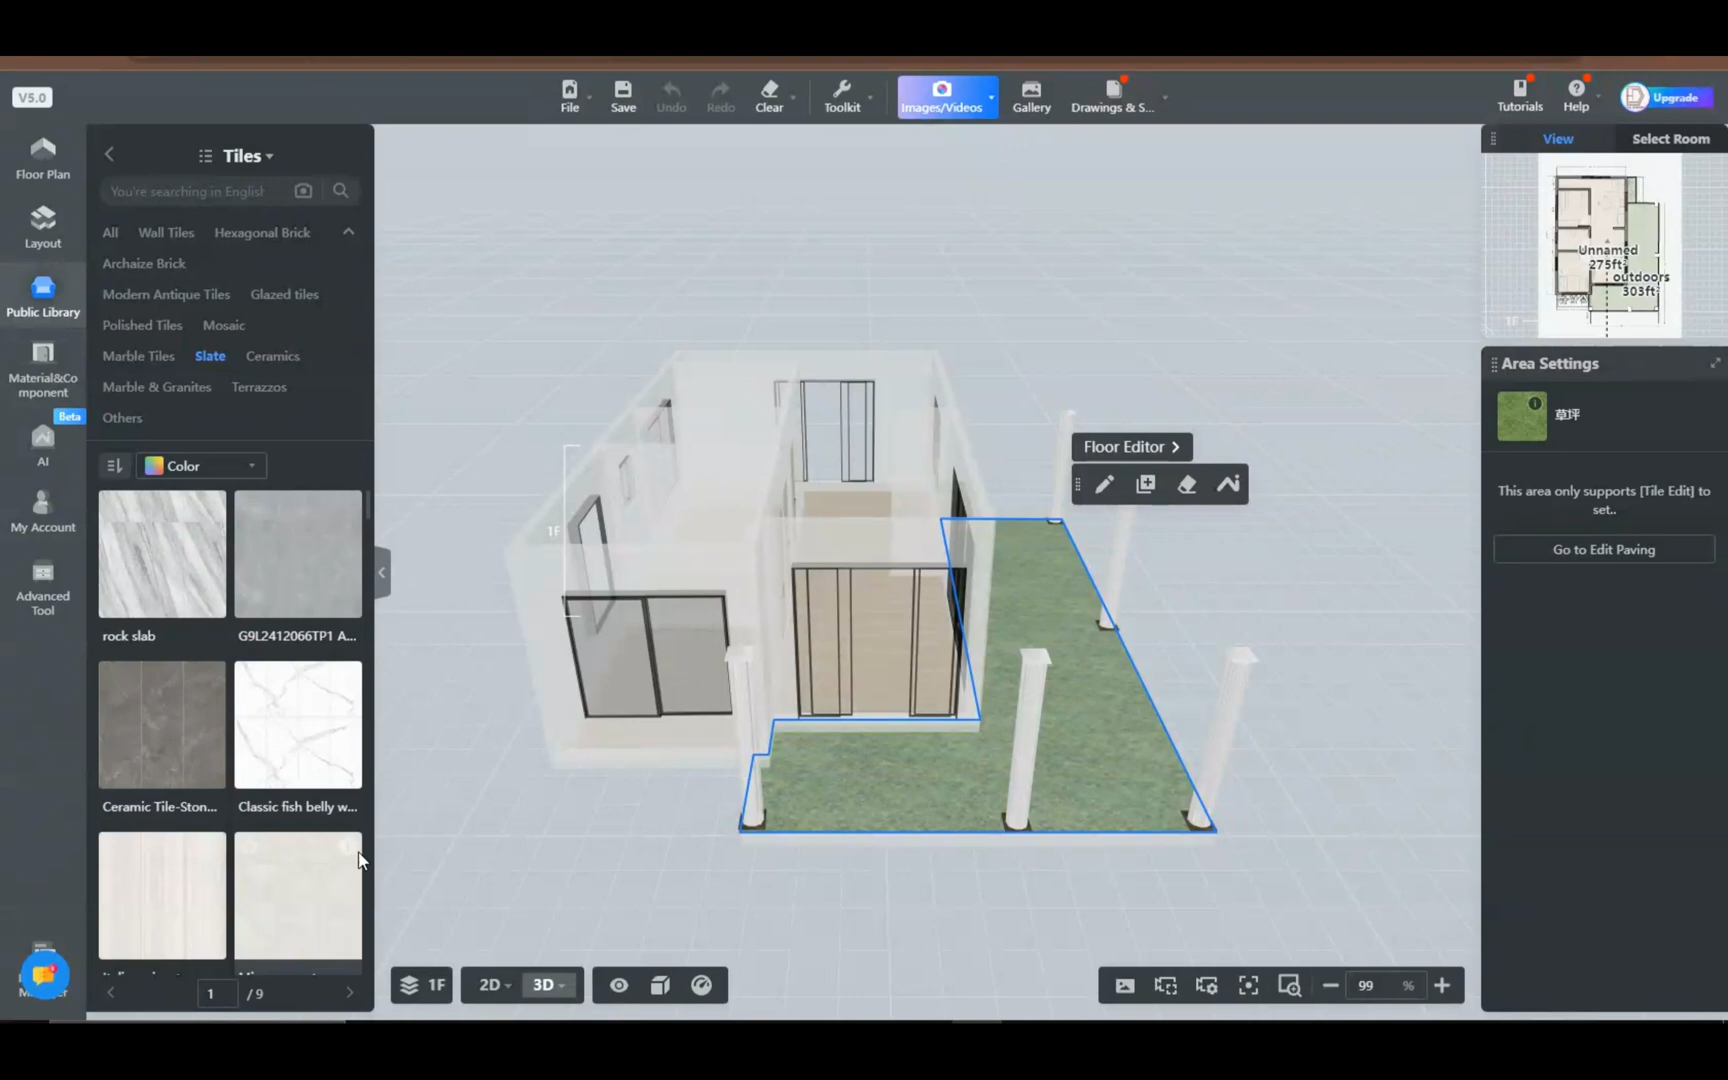 V5.0
File
Save
Undo
Redo
Clear
Toolkit
Images/Videos
Gallery
Drawings & S...
Tutorials
Help
Upgrade
Floor Plan
Layout
Public Library
Material&Co
mponent
Beta
AI
My Account
Advanced
Tool
Tiles
You're searching in English
All
Wall Tiles
Hexagonal Brick
Archaize Brick
Modern Antique Tiles
Glazed tiles
Polished Tiles
Mosaic
Marble Tiles
Slate
Ceramics
Marble & Granites
Terrazzos
Others
Color
rock slab
G9L2412066TP1 A...
Ceramic Tile-Ston...
Classic fish belly w...
1 / 9
1F
Floor Editor >
1F
2D
3D
99 %
View
Select Room
Unnamed
275ft²
outdoors
303ft²
1F
Area Settings
草坪
This area only supports [Tile Edit] to
set..
Go to Edit Paving